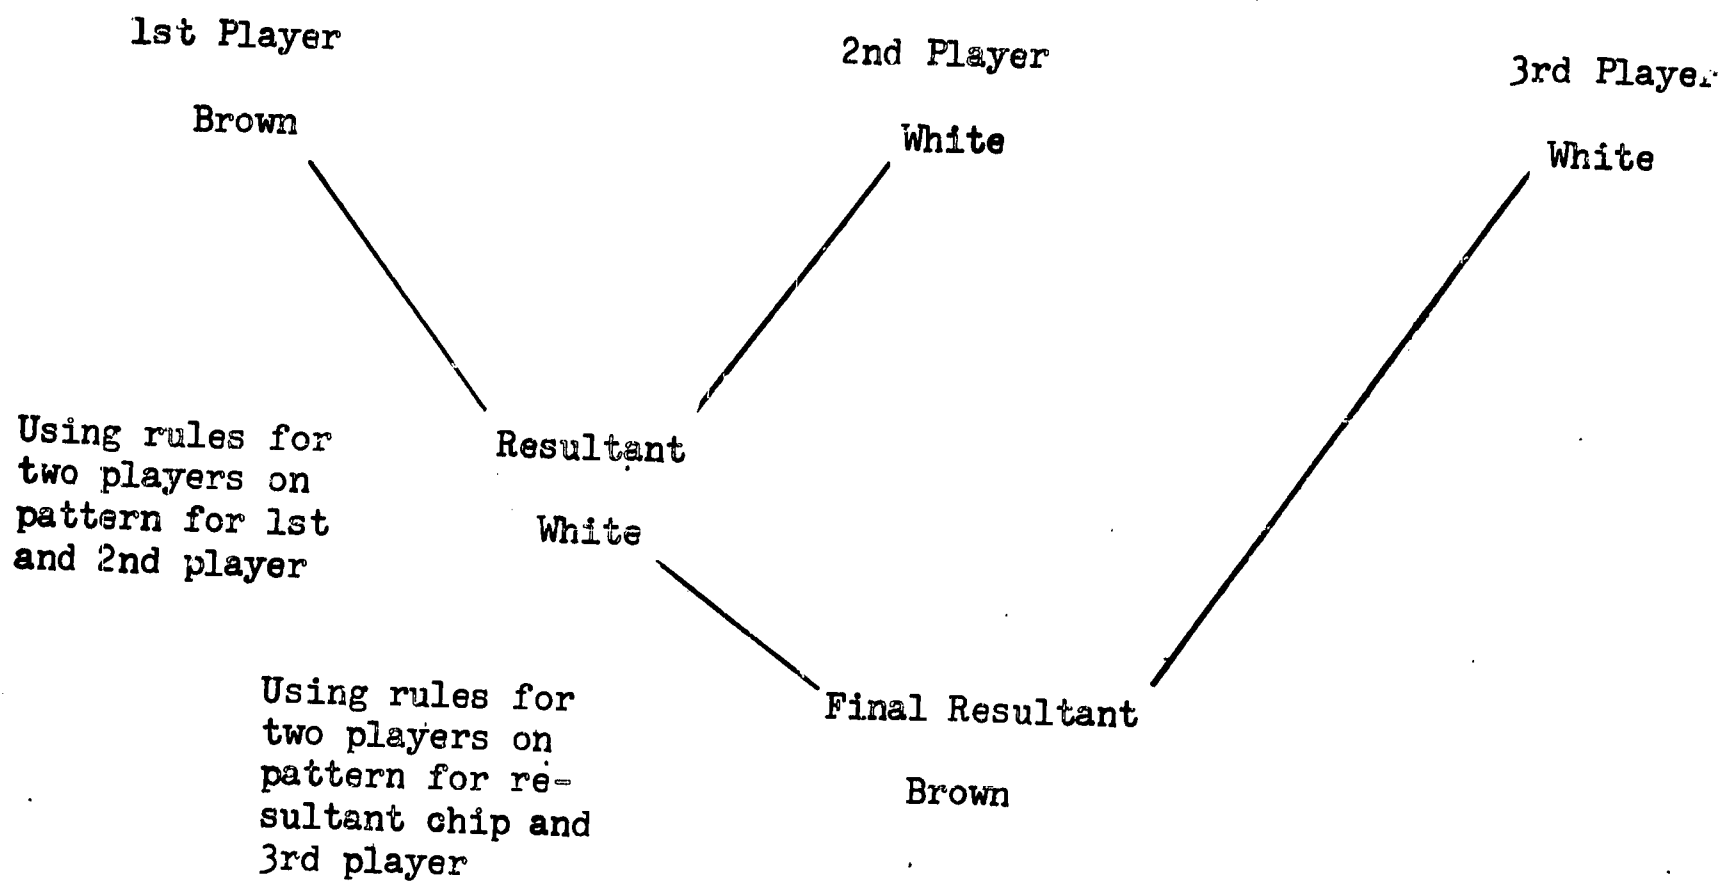 1st Player
2nd Player
3rd Player
Brown
White
White
Using rules for
two players on
pattern for 1st
and 2nd player
Resultant
White
Using rules for
two players on
pattern for re-
sultant chip and
3rd player
Final Resultant
Brown